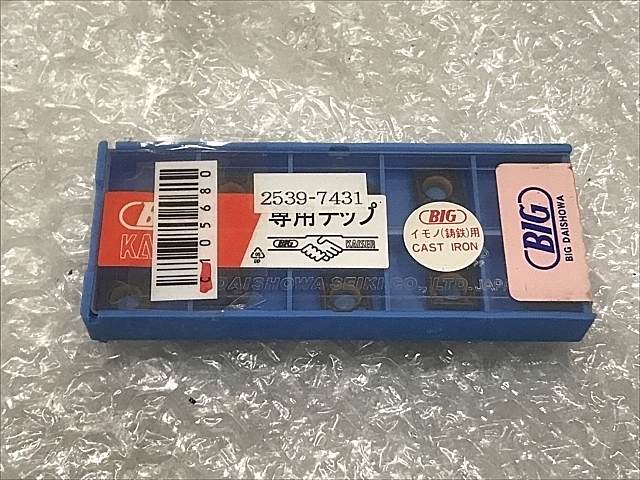 C105680
2539-7431
専用チップ
BIG
KAISER
BIG
イモノ(鋳鉄)用
CAST IRON
BIG
BIG DAISHOWA
DAISHOWA SEIKI CO., LTD. JAPAN